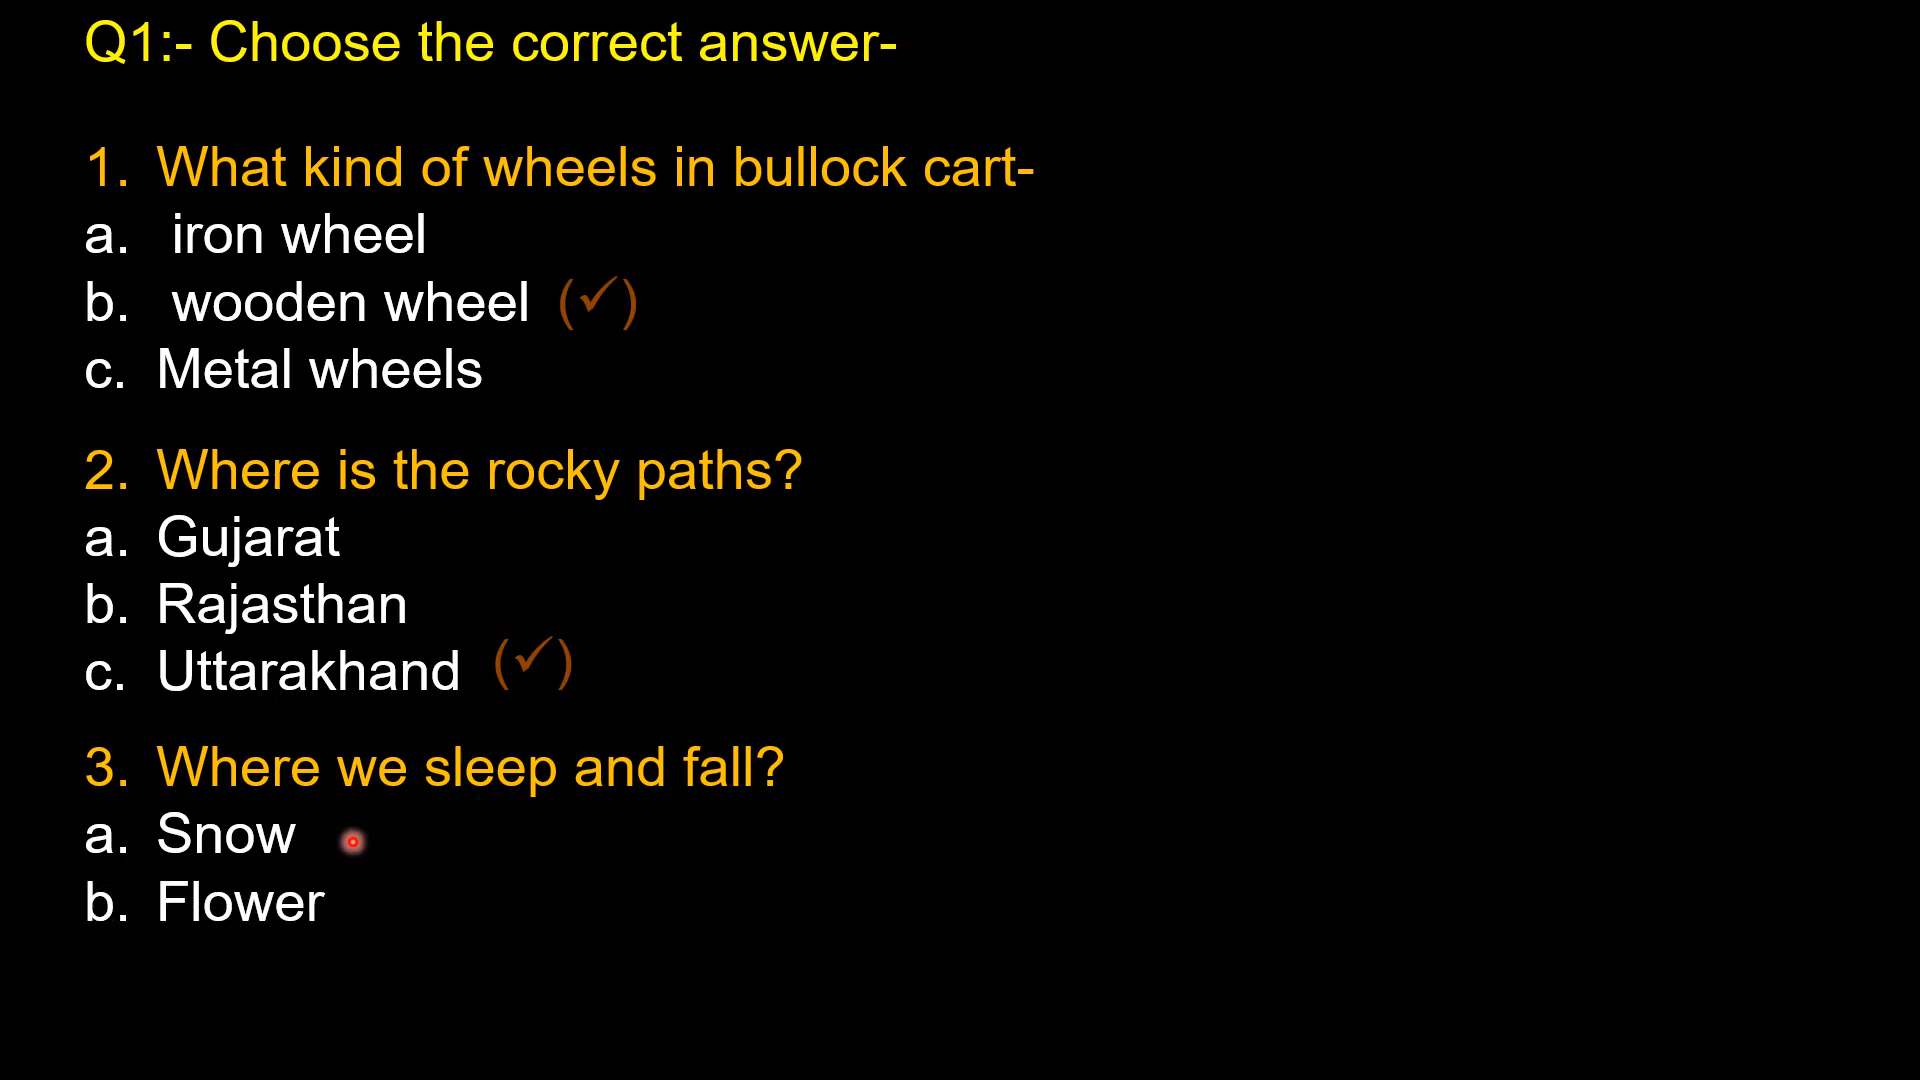 Q1:- Choose the correct answer-
1. What kind of wheels in bullock cart-
a. iron wheel
b. wooden wheel (✓)
c. Metal wheels
2. Where is the rocky paths?
a. Gujarat
b. Rajasthan
c. Uttarakhand (✓)
3. Where we sleep and fall?
a. Snow
b. Flower